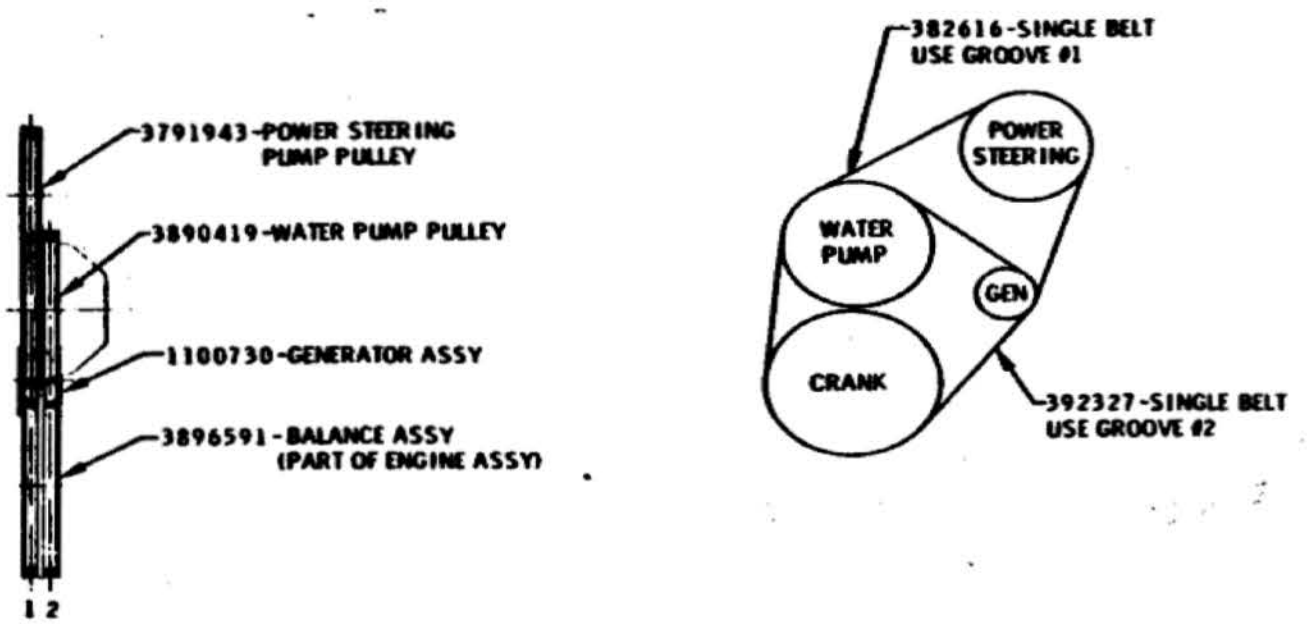 3791943-POWER STEERING
PUMP PULLEY
3890419-WATER PUMP PULLEY
1100730-GENERATOR ASSY
3896591-BALANCE ASSY
(PART OF ENGINE ASSY)
1 2
382616-SINGLE BELT
USE GROOVE #1
POWER
STEERING
WATER
PUMP
GEN
CRANK
392327-SINGLE BELT
USE GROOVE #2